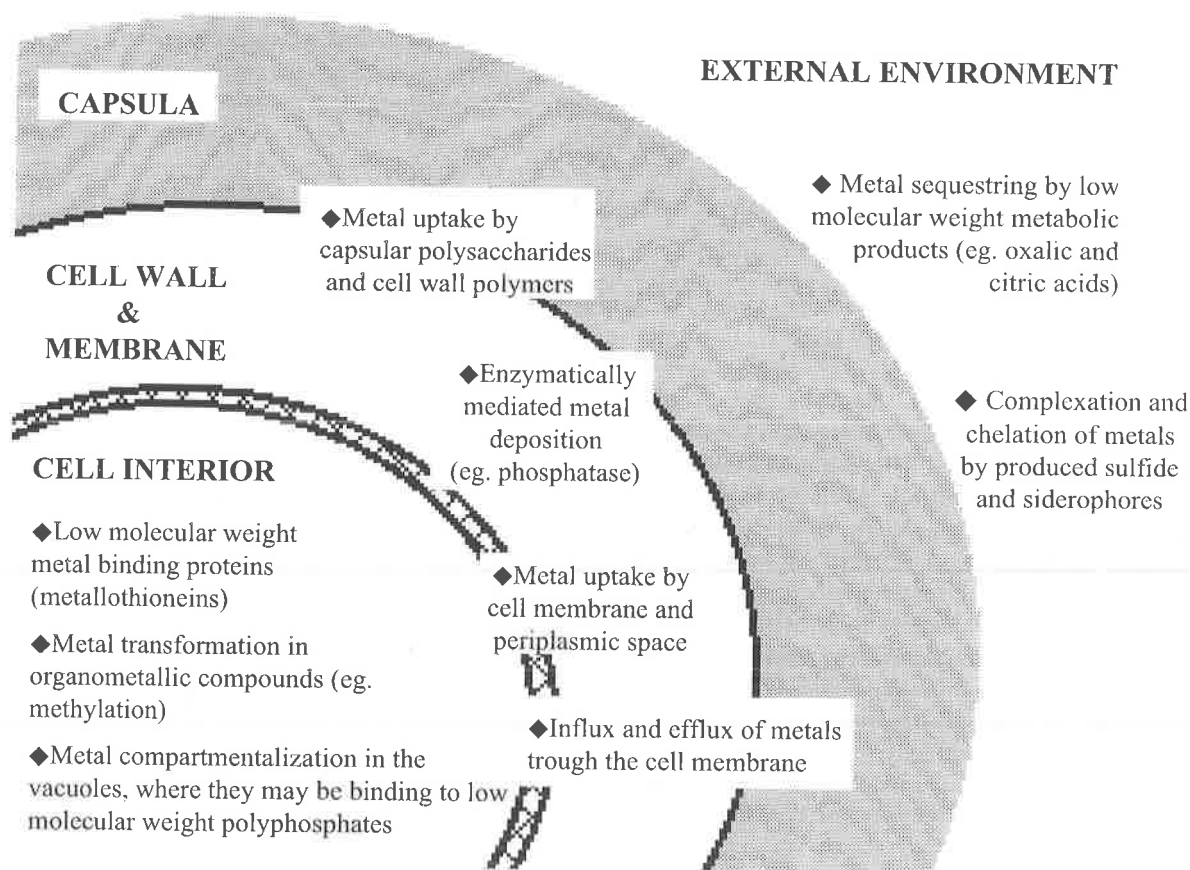 CAPSULA
EXTERNAL ENVIRONMENT
◆Metal uptake by
capsular polysaccharides
and cell wall polymers
◆ Metal sequestring by low
molecular weight metabolic
products (eg. oxalic and
citric acids)
CELL WALL
&
MEMBRANE
◆Enzymatically
mediated metal
deposition
(eg. phosphatase)
◆ Complexation and
chelation of metals
by produced sulfide
and siderophores
CELL INTERIOR
◆Low molecular weight
metal binding proteins
(metallothioneins)
◆Metal uptake by
cell membrane and
periplasmic space
◆Metal transformation in
organometallic compounds (eg.
methylation)
◆Influx and efflux of metals
trough the cell membrane
◆Metal compartmentalization in the
vacuoles, where they may be binding to low
molecular weight polyphosphates